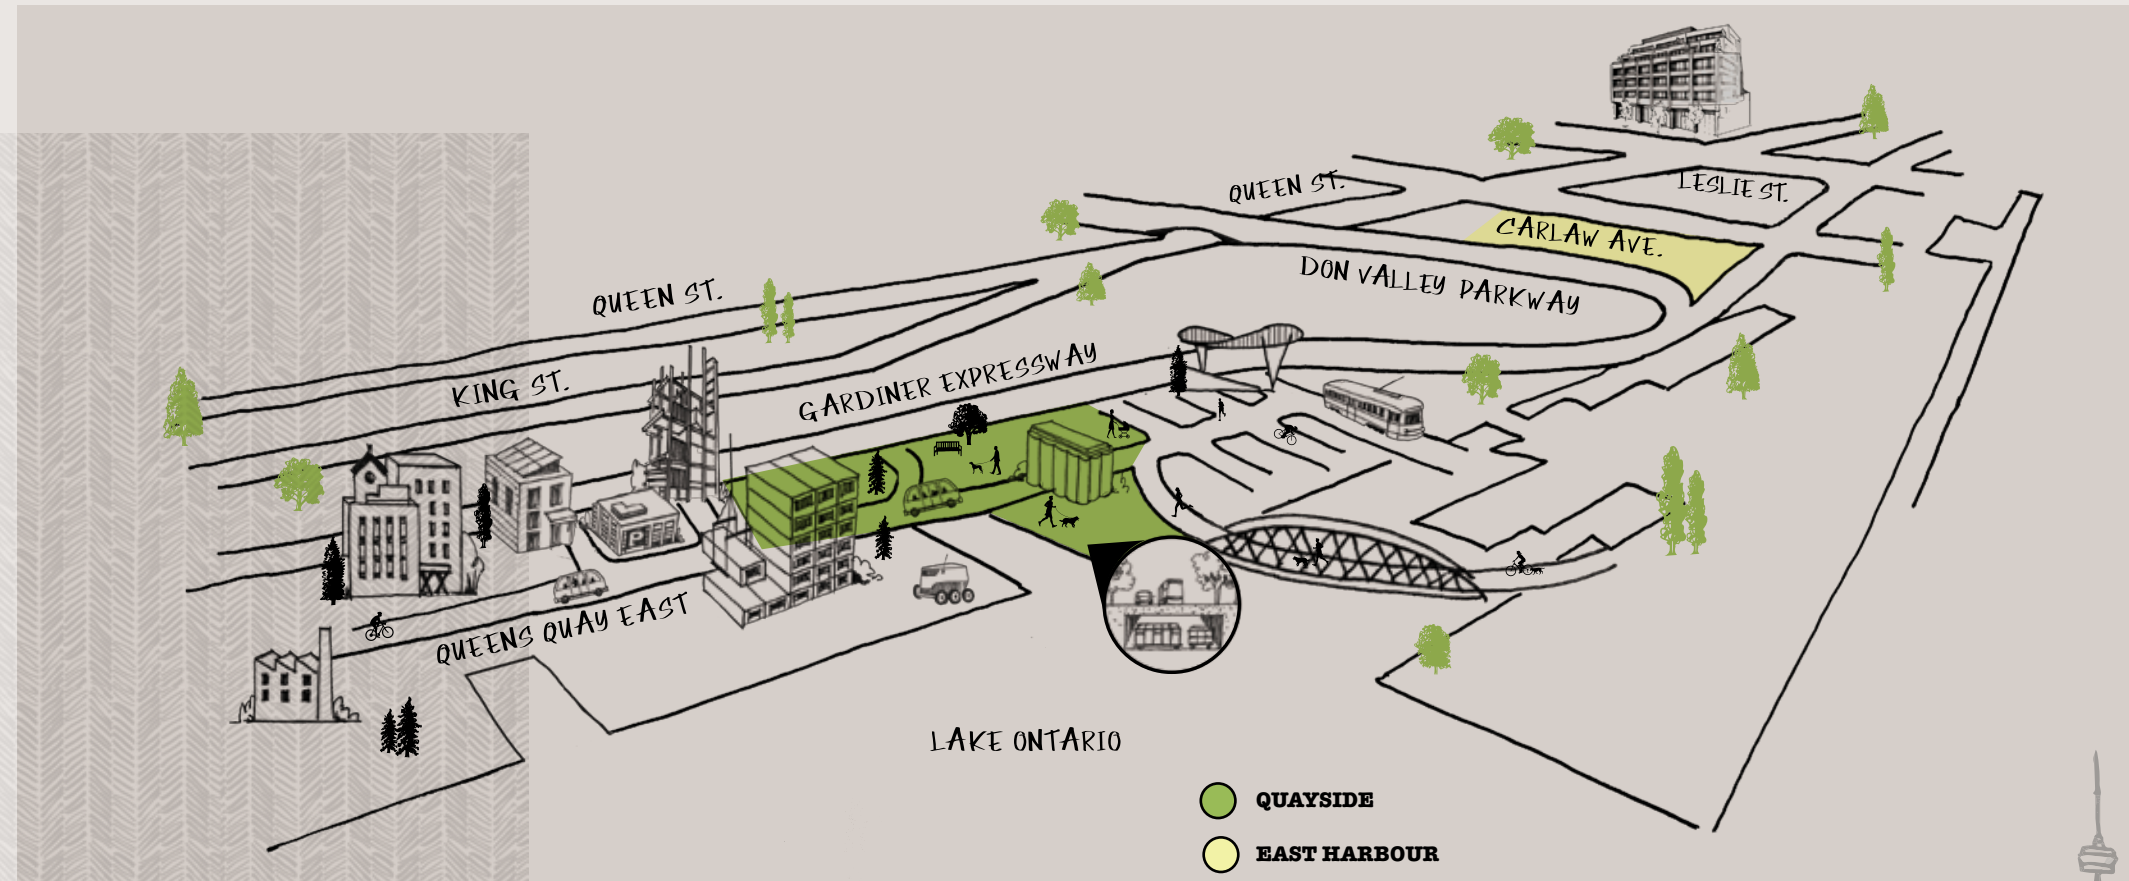 QUEEN ST.
LESLIE ST.
CARLAW AVE.
DON VALLEY PARKWAY
QUEEN ST.
KING ST.
GARDINER EXPRESSWAY
P
QUEENS QUAY EAST
LAKE ONTARIO
QUAYSIDE
EAST HARBOUR